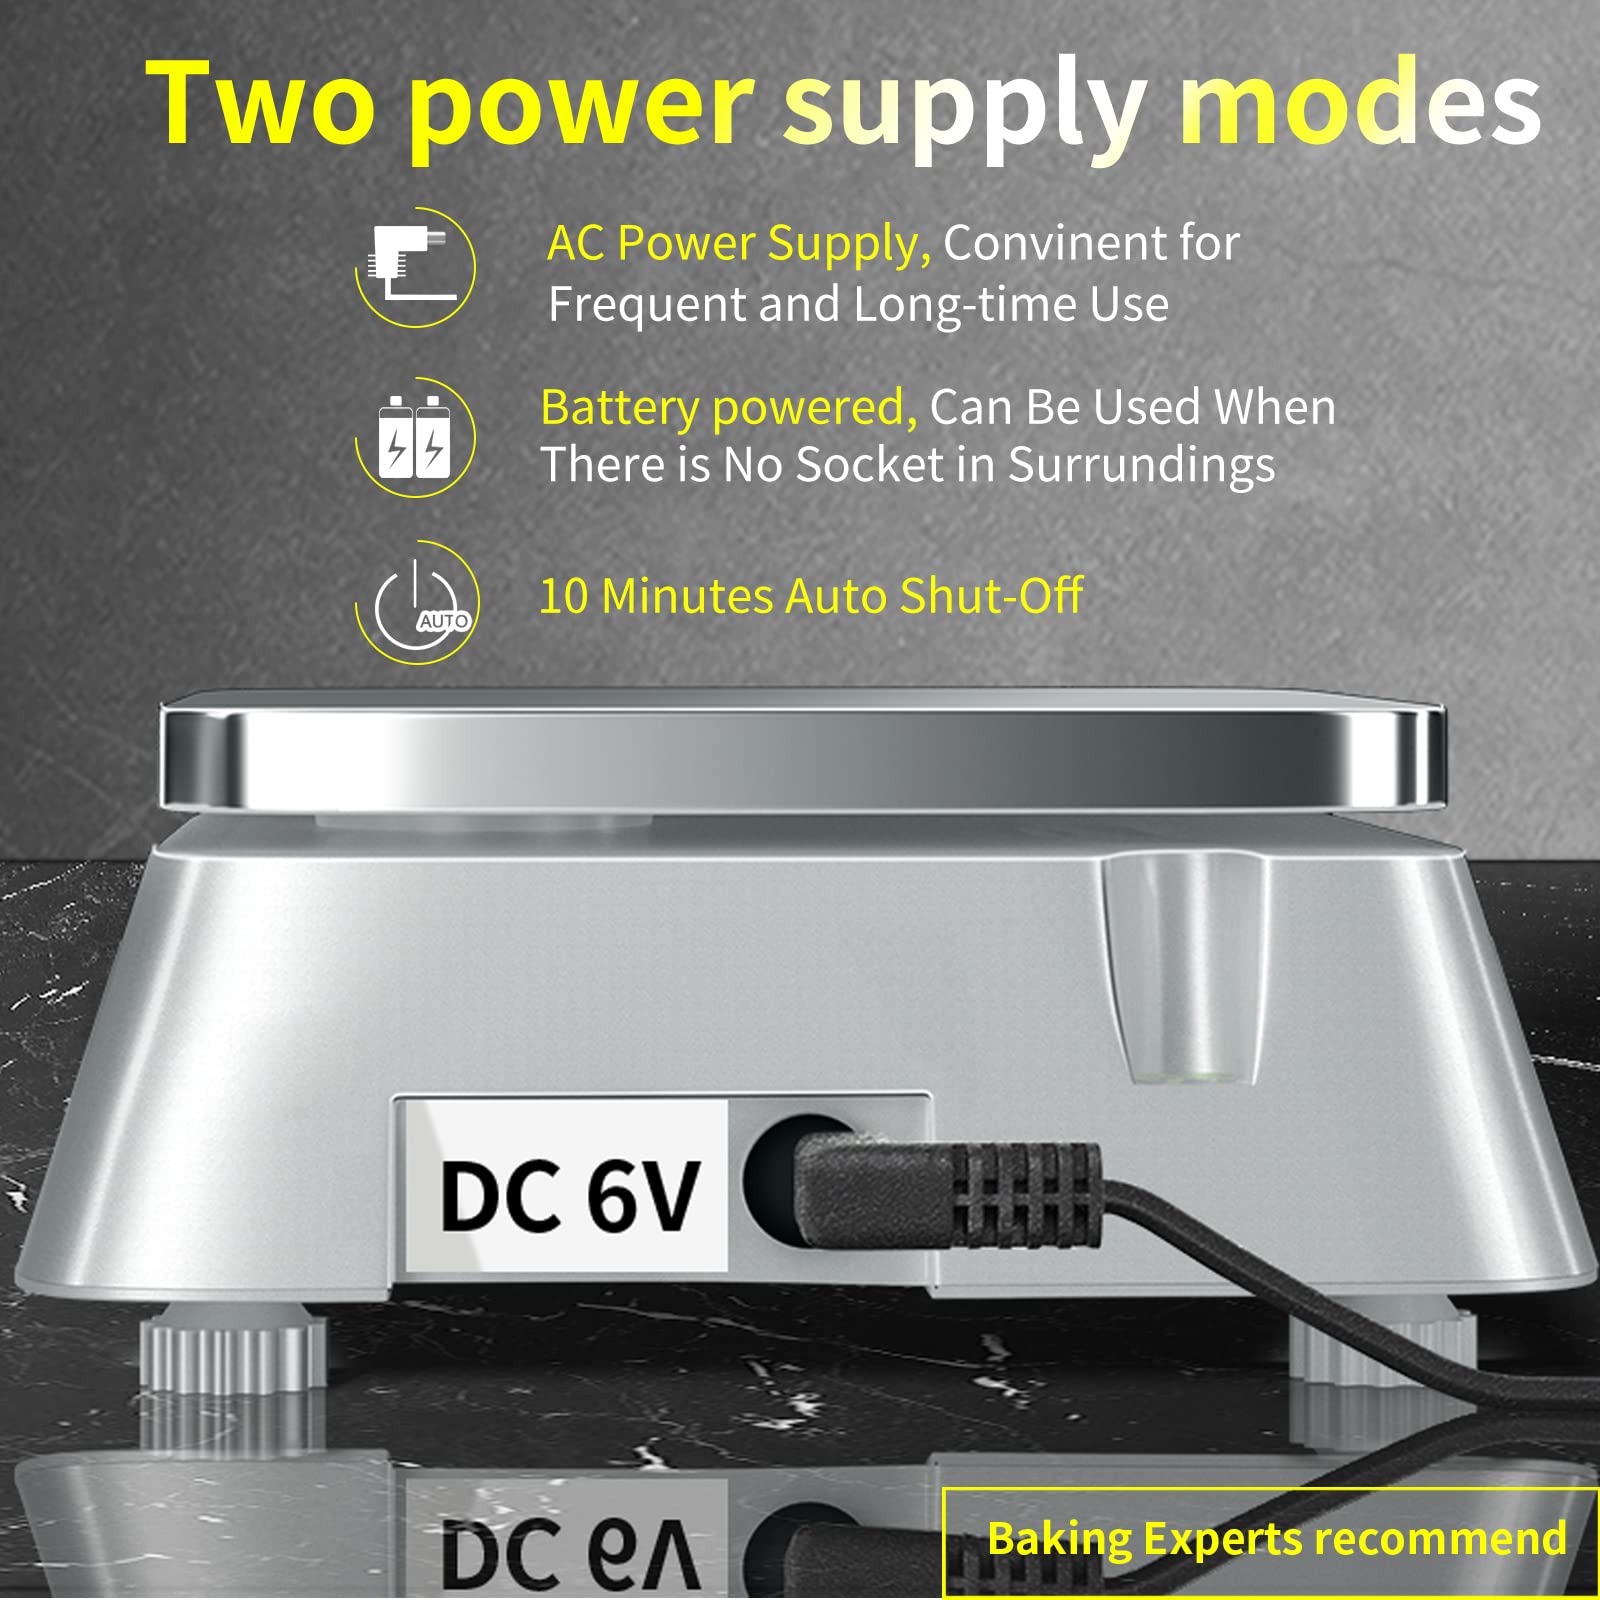 Two power supply modes
AC Power Supply, Convinent for
Frequent and Long-time Use
Battery powered, Can Be Used When
There is No Socket in Surrundings
AUTO
10 Minutes Auto Shut-Off
DC 6V
DC 6V
Baking Experts recommend